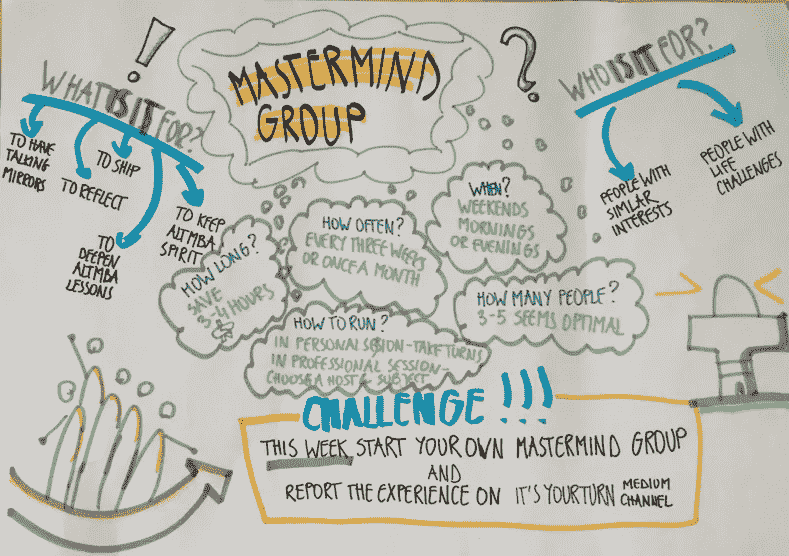 MASTERMIND
GROUP
WHAT IS IT FOR?
TO HAVE
TALKING
MIRRORS
TO REFLECT
TO SHIP
TO
DEEPEN
ALTMBA
LESSONS
TO KEEP
ALTMBA
SPIRIT
WHO IS IT FOR?
PEOPLE WITH
SIMLAR
INTERESTS
PEOPLE WITH
LIFE
CHALLENGES
HOW LONG?
SAVE
3-4 HOURS
HOW OFTEN?
EVERY THREE WEEKS
OR ONCE A MONTH
WHEN?
WEEKENDS
MORNINGS
OR EVENINGS
HOW MANY PEOPLE?
3-5 SEEMS OPTIMAL
HOW TO RUN?
IN PERSONAL SESSION-TAKE TURNS
IN PROFESSIONAL SESSION-
CHOOSE A HOST & SUBJECT
CHALLENGE!!!
THIS WEEK START YOUR OWN MASTERMIND GROUP
AND
REPORT THE EXPERIENCE ON IT'S YOUR TURN MEDIUM
CHANNEL